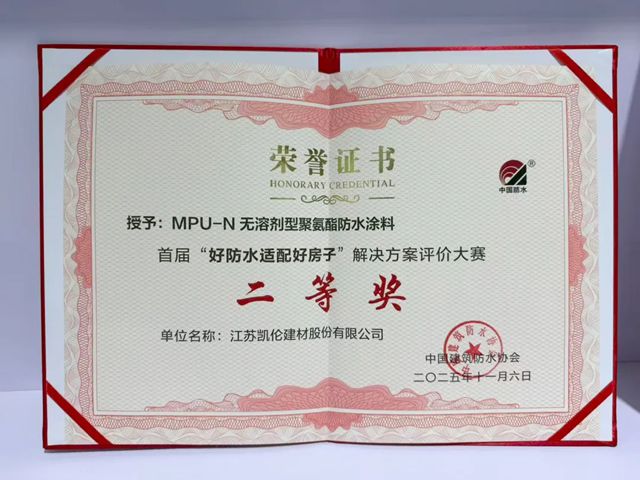 荣誉证书
HONORARY CREDENTIAL
®
中国防水
授予：MPU-N 无溶剂型聚氨酯防水涂料
首届“好防水适配好房子”解决方案评价大赛
二等奖
单位名称：江苏凯伦建材股份有限公司
中国建筑防水协会
二〇二五年十一月六日